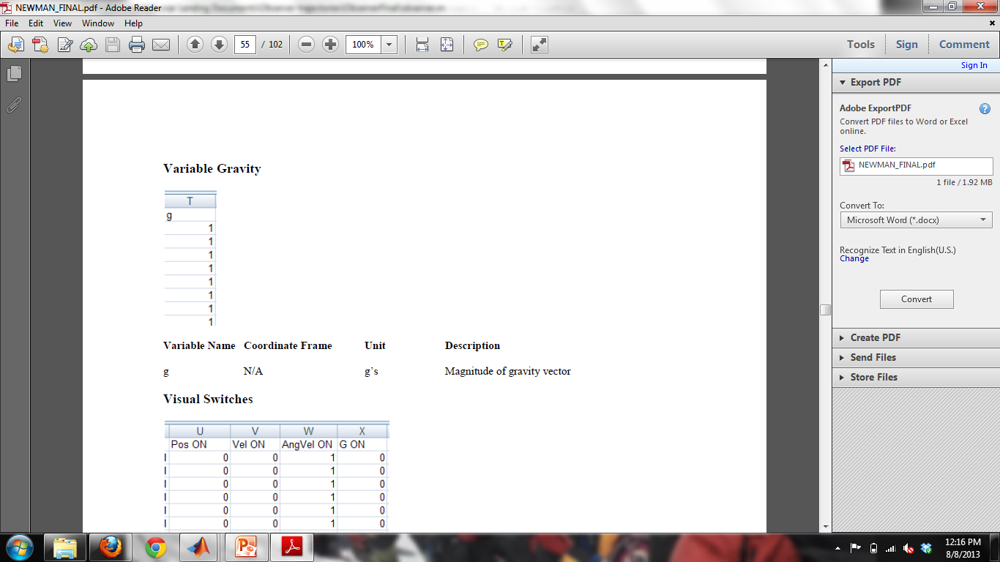 NEWMAN_FINAL.pdf - Adobe Reader
File Edit View Window Help
55 / 102 100% Tools Sign Comment
Sign In
Export PDF
Adobe ExportPDF
Convert PDF files to Word or Excel
online.
Select PDF File:
NEWMAN_FINAL.pdf
1 file / 1.92 MB
Convert To:
Microsoft Word (*.docx)
Recognize Text in English(U.S.)
Change
Convert
Create PDF
Send Files
Store Files
Variable Gravity
T
g
1
1
1
1
1
1
1
1
Variable Name Coordinate Frame Unit Description
g N/A g's Magnitude of gravity vector
Visual Switches
U V W X
Pos ON Vel ON AngVel ON G ON
0 0 1 0
0 0 1 0
0 0 1 0
0 0 1 0
0 0 1 0
0 0 1 0
12:16 PM
8/8/2013